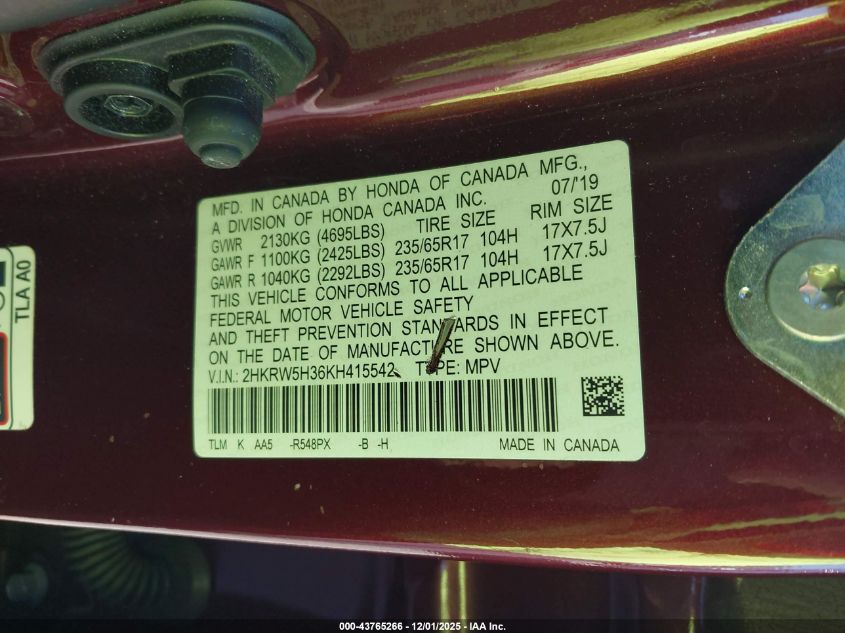 MFD. IN CANADA BY HONDA OF CANADA MFG.,
A DIVISION OF HONDA CANADA INC. 07/'19
GVWR 2130KG (4695LBS) TIRE SIZE RIM SIZE
GAWR F 1100KG (2425LBS) 235/65R17 104H 17X7.5J
GAWR R 1040KG (2292LBS) 235/65R17 104H 17X7.5J
THIS VEHICLE CONFORMS TO ALL APPLICABLE
FEDERAL MOTOR VEHICLE SAFETY
AND THEFT PREVENTION STANDARDS IN EFFECT
ON THE DATE OF MANUFACTURE SHOWN ABOVE.
V.I.N.: 2HKRW5H36KH415542 TYPE: MPV
TLM K AA5 -R548PX -B -H MADE IN CANADA
TLA A0
000-43765266 - 12/01/2025 - IAA Inc.